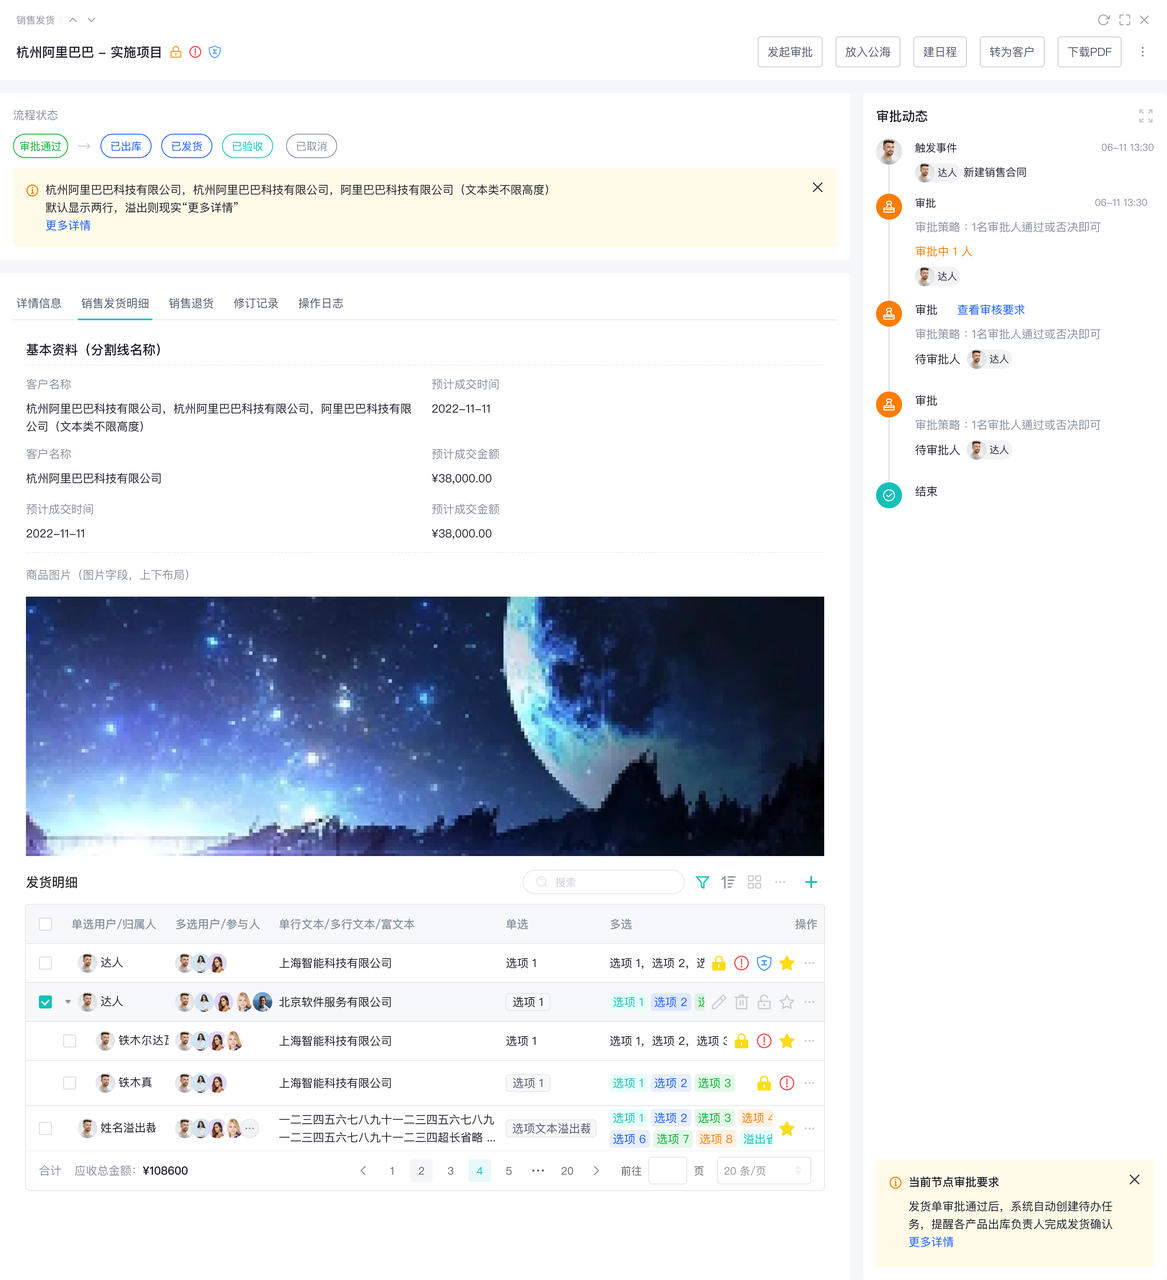 销售发货
杭州阿里巴巴 - 实施项目
发起审批
放入公海
建日程
转为客户
下载PDF
流程状态
审批通过
已出库
已发货
已验收
已取消
杭州阿里巴巴科技有限公司，杭州阿里巴巴科技有限公司，阿里巴巴科技有限公司（文本类不限高度）
默认显示两行，溢出则现实“更多详情”
更多详情
详情信息
销售发货明细
销售退货
修订记录
操作日志
基本资料（分割线名称）
客户名称
预计成交时间
杭州阿里巴巴科技有限公司，杭州阿里巴巴科技有限公司，阿里巴巴科技有限
公司（文本类不限高度）
2022-11-11
客户名称
预计成交金额
杭州阿里巴巴科技有限公司
¥38,000.00
预计成交时间
预计成交金额
2022-11-11
¥38,000.00
商品图片（图片字段，上下布局）
发货明细
搜索
单选用户/归属人
多选用户/参与人
单行文本/多行文本/富文本
单选
多选
操作
达人
上海智能科技有限公司
选项 1
选项 1，选项 2，
达人
北京软件服务有限公司
选项 1
选项 1
选项 2
铁木尔达
上海智能科技有限公司
选项 1
选项 1，选项 2，选项 3
铁木真
上海智能科技有限公司
选项 1
选项 1
选项 2
选项 3
姓名溢出裁
一二三四五六七八九十一二三四五六七八九
一二三四五六七八九十一二三四超长省略 ...
选项文本溢出裁
选项 1
选项 2
选项 3
选项 4
选项 6
选项 7
选项 8
溢出省
合计
应收总金额：
¥108600
1
2
3
4
5
•••
20
前往
页
20 条/页
审批动态
触发事件
06-11 13:30
达人
新建销售合同
审批
06-11 13:30
审批策略：1名审批人通过或否决即可
审批中 1 人
达人
审批
查看审核要求
审批策略：1名审批人通过或否决即可
待审批人
达人
审批
审批策略：1名审批人通过或否决即可
待审批人
达人
结束
当前节点审批要求
发货单审批通过后，系统自动创建待办任
务，提醒各产品出库负责人完成发货确认
更多详情